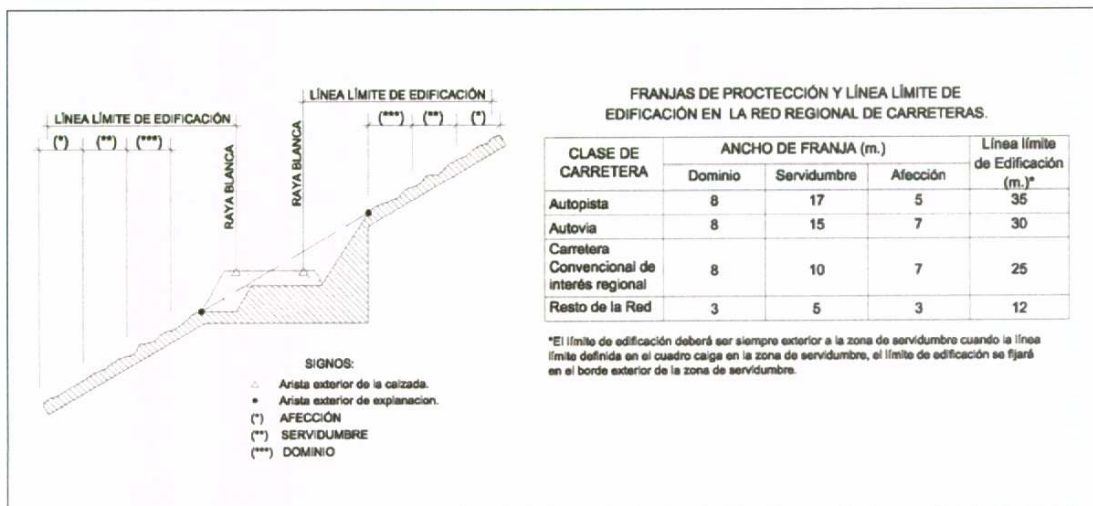 LÍNEA LÍMITE DE EDIFICACIÓN
(***) (**) (*)
LÍNEA LÍMITE DE EDIFICACIÓN
(*) (**) (***)
RAYA BLANCA
RAYA BLANCA
SIGNOS:
△ Arista exterior de la calzada.
● Arista exterior de explanacion.
(*) AFECCIÓN
(**) SERVIDUMBRE
(***) DOMINIO
FRANJAS DE PROCTECCIÓN Y LÍNEA LÍMITE DE
EDIFICACIÓN EN LA RED REGIONAL DE CARRETERAS.
CLASE DE CARRETERA ANCHO DE FRANJA (m.) Línea límite de Edificación (m.)*
Dominio Servidumbre Afección
Autopista 8 17 5 35
Autovia 8 15 7 30
Carretera
Convencional de 8 10 7 25
interés regional
Resto de la Red 3 5 3 12
*El límite de edificación deberá ser siempre exterior a la zona de servidumbre cuando la línea
límite definida en el cuadro caiga en la zona de servidumbre, el límite de edificación se fijará
en el borde exterior de la zona de servidumbre.